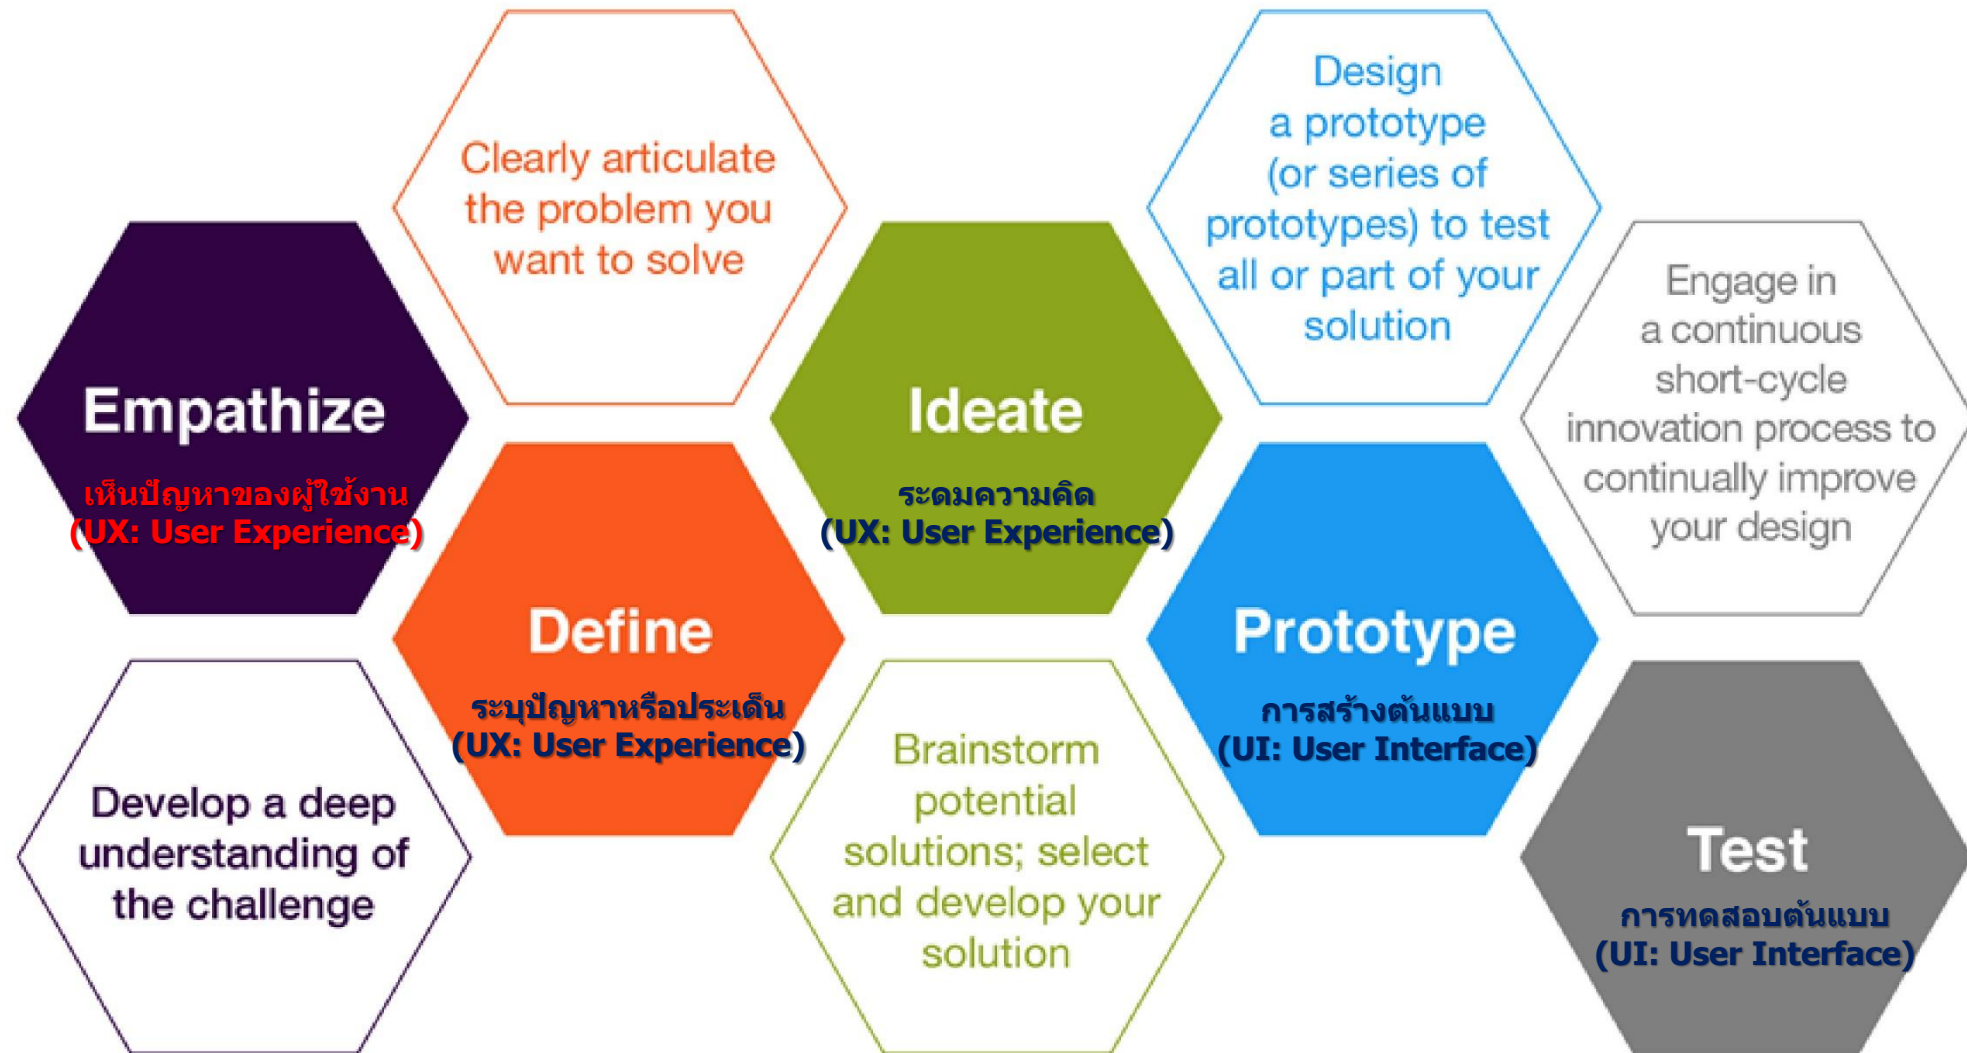 Empathize
เห็นปัญหาของผู้ใช้งาน
(UX: User Experience)
Develop a deep
understanding of
the challenge
Clearly articulate
the problem you
want to solve
Define
ระบุปัญหาหรือประเด็น
(UX: User Experience)
Ideate
ระดมความคิด
(UX: User Experience)
Brainstorm
potential
solutions; select
and develop your
solution
Design
a prototype
(or series of
prototypes) to test
all or part of your
solution
Prototype
การสร้างต้นแบบ
(UI: User Interface)
Engage in
a continuous
short-cycle
innovation process to
continually improve
your design
Test
การทดสอบต้นแบบ
(UI: User Interface)